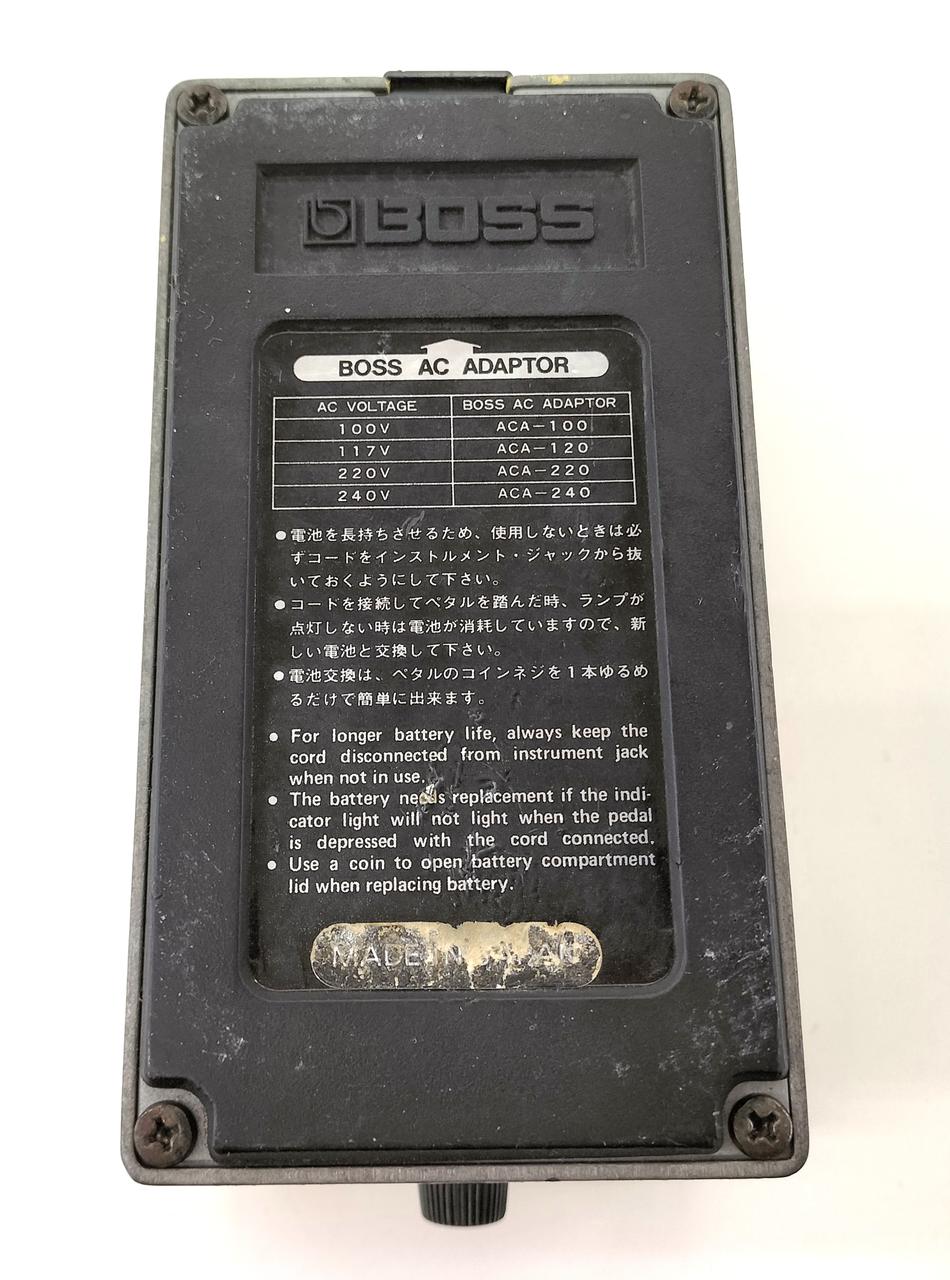 BOSS
BOSS AC ADAPTOR
AC VOLTAGE BOSS AC ADAPTOR
100V ACA-100
117V ACA-120
220V ACA-220
240V ACA-240
●電池を長持ちさせるため、使用しないときは必
ずコードをインストルメント・ジャックから抜
いておくようにして下さい。
●コードを接続してペタルを踏んだ時、ランプが
点灯しない時は電池が消耗していますので、新
しい電池と交換して下さい。
●電池交換は、ペタルのコインネジを1本ゆるめ
るだけで簡単に出来ます。
● For longer battery life, always keep the
cord disconnected from instrument jack
when not in use.
● The battery needs replacement if the indi-
cator light will not light when the pedal
is depressed with the cord connected.
● Use a coin to open battery compartment
lid when replacing battery.
MADE IN JAPAN